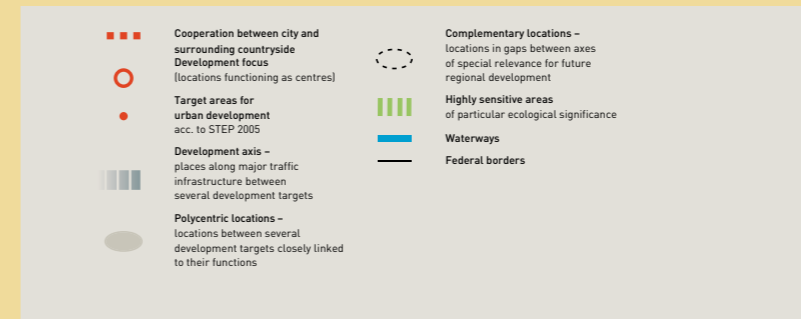 Cooperation between city and
surrounding countryside
Development focus
(locations functioning as centres)
Target areas for
urban development
acc. to STEP 2005
Development axis –
places along major traffic
infrastructure between
several development targets
Polycentric locations –
locations between several
development targets closely linked
to their functions
Complementary locations –
locations in gaps between axes
of special relevance for future
regional development
Highly sensitive areas
of particular ecological significance
Waterways
Federal borders